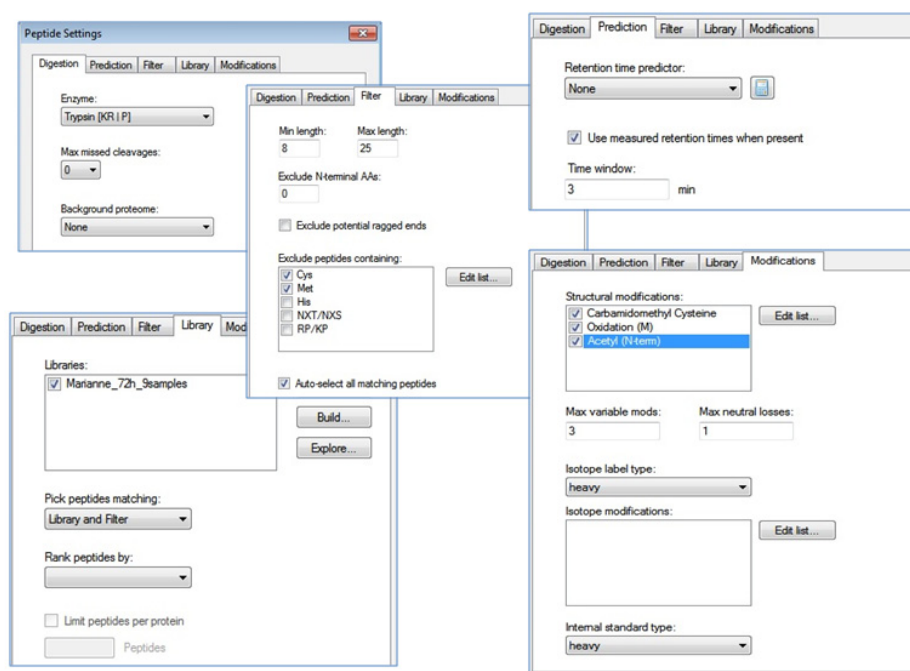 Peptide Settings
Digestion Prediction Filter Library Modifications
Enzyme:
Trypsin [KR | P]
Max missed cleavages:
0
Background proteome:
None
Digestion Prediction Filter Library Modifications
Min length: Max length:
8 25
Exclude N-terminal AAs:
0
Exclude potential ragged ends
Exclude peptides containing:
Cys
Met
His
NXT/NXS
RP/KP
Edit list...
Auto-select all matching peptides
Digestion Prediction Filter Library Modifications
Retention time predictor:
None
Use measured retention times when present
Time window:
3 min
Digestion Prediction Filter Library Mod
Libraries:
Marianne_72h_9samples
Build...
Explore...
Pick peptides matching:
Library and Filter
Rank peptides by:
Limit peptides per protein
Peptides
Digestion Prediction Filter Library Modifications
Structural modifications:
Carbamidomethyl Cysteine
Oxidation (M)
Acetyl (N-term)
Edit list...
Max variable mods: Max neutral losses:
3 1
Isotope label type:
heavy
Isotope modifications:
Edit list...
Internal standard type:
heavy